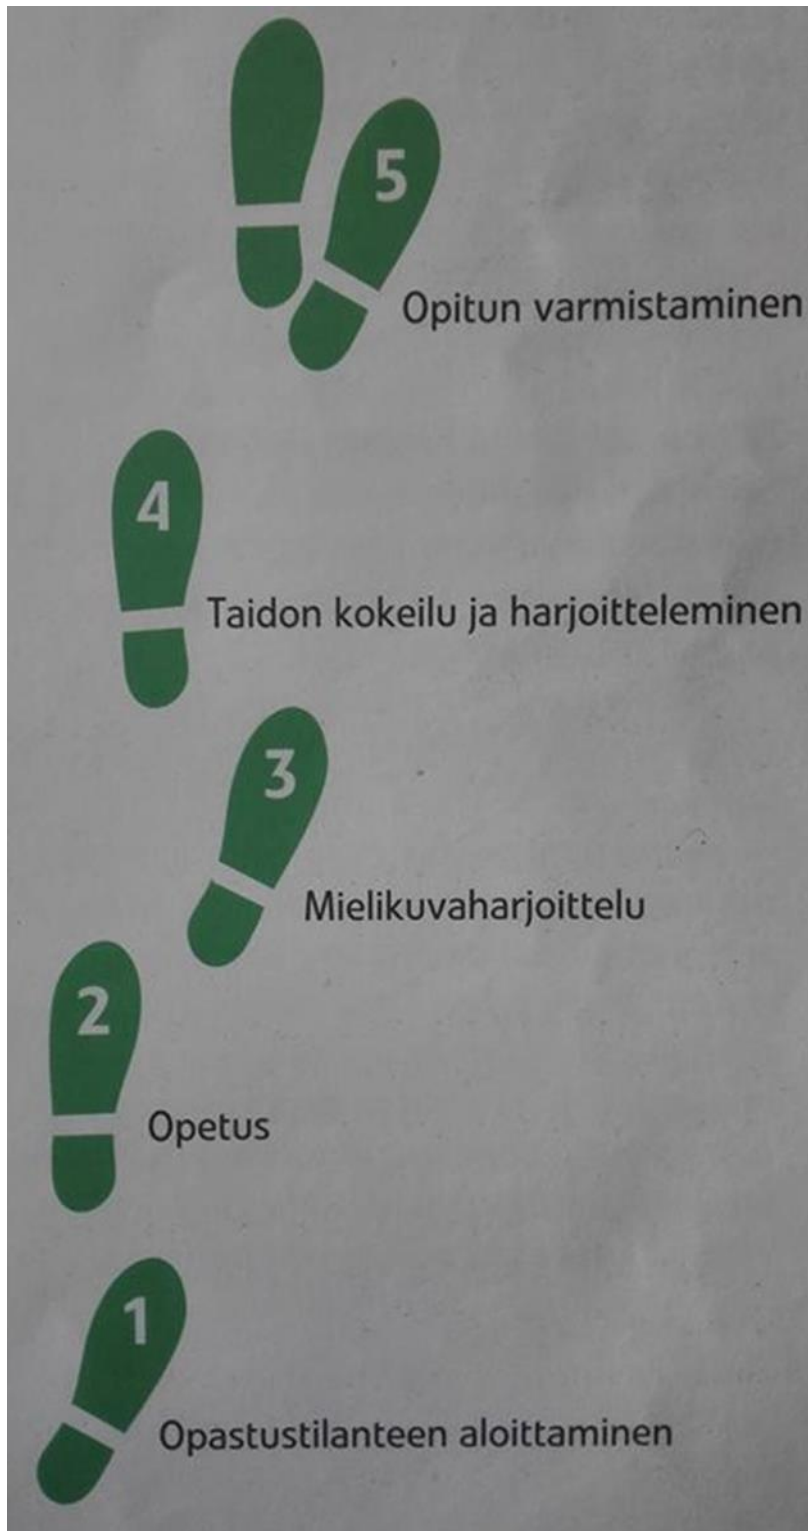 5
Opitun varmistaminen
4
Taidon kokeilu ja harjoitteleminen
3
Mielikuvaharjoittelu
2
Opetus
1
Opastustilanteen aloittaminen